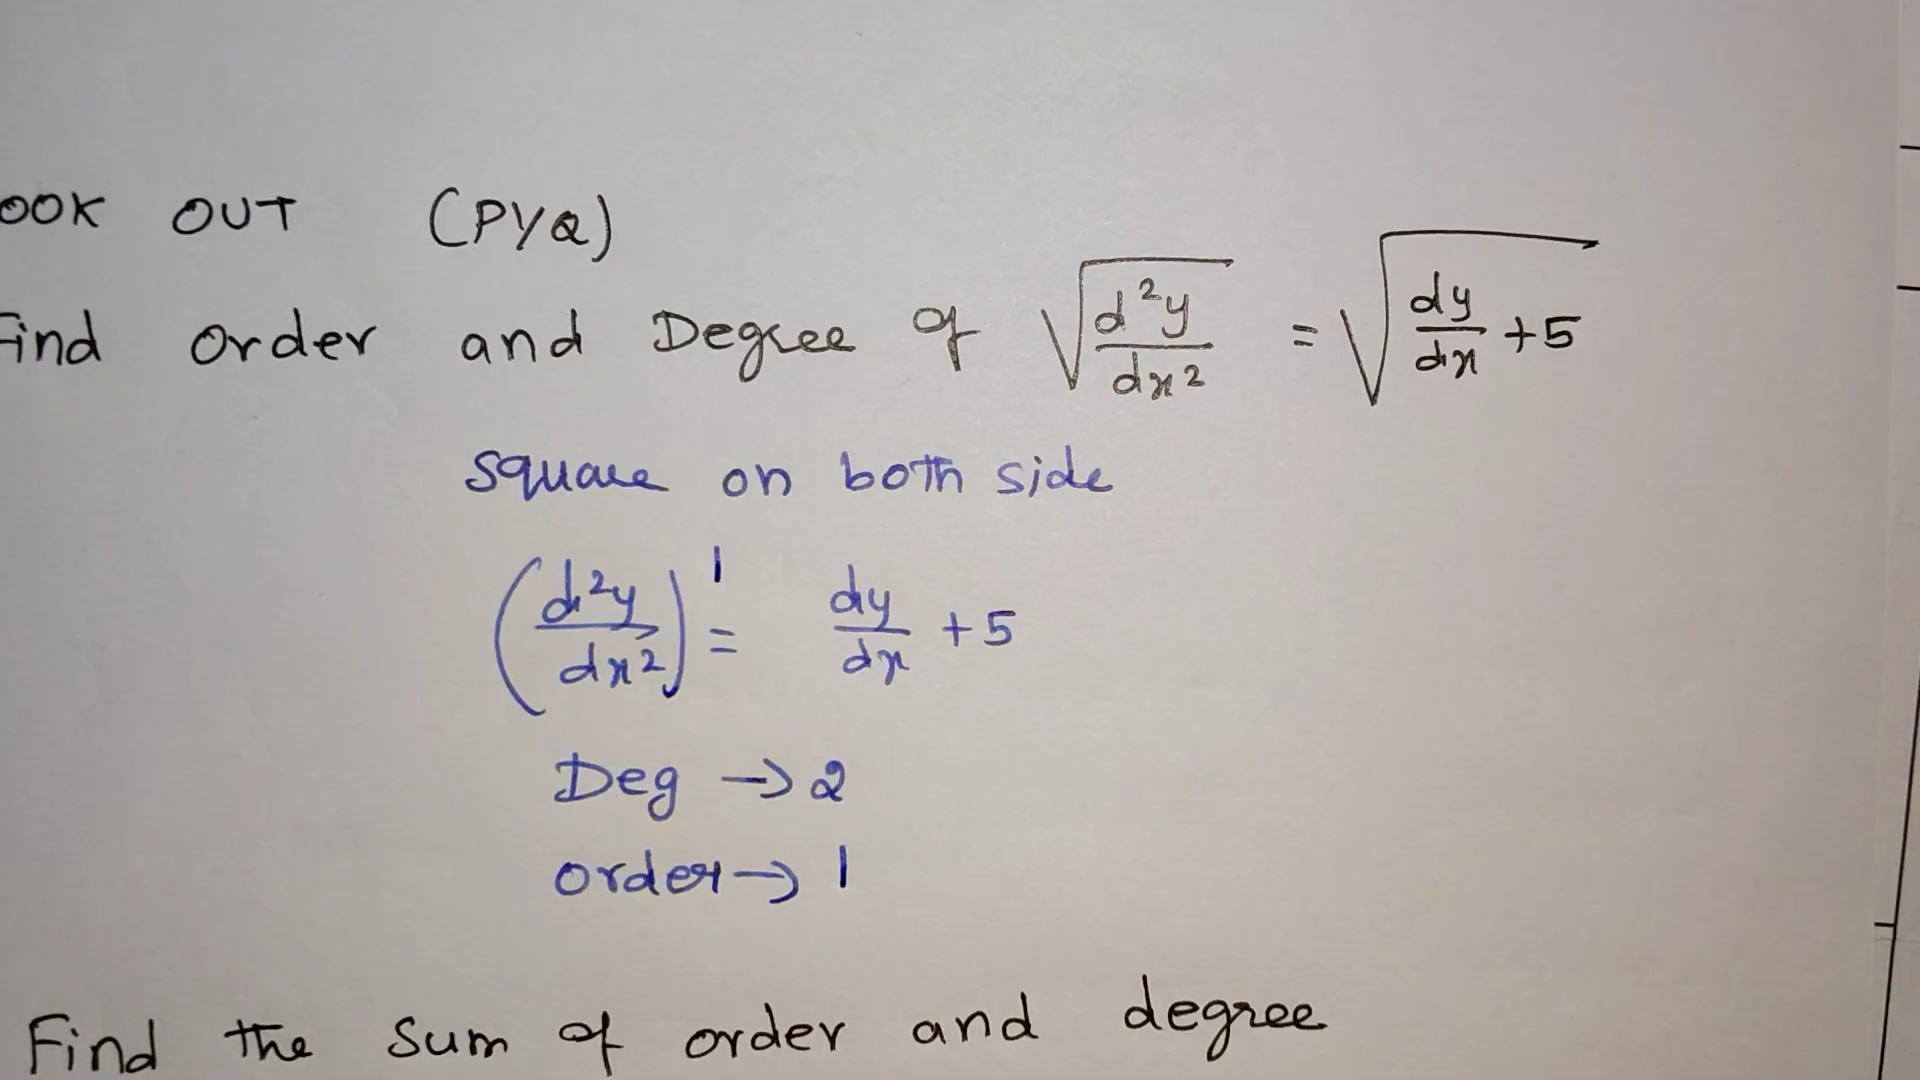 OOK OUT (PYQ)
Find order and Degree of √(d²y/dx²) = √(dy/dx + 5)
square on both side
(d²y/dx²)¹ = dy/dx + 5
Deg → 2
order → 1
Find the sum of order and degree